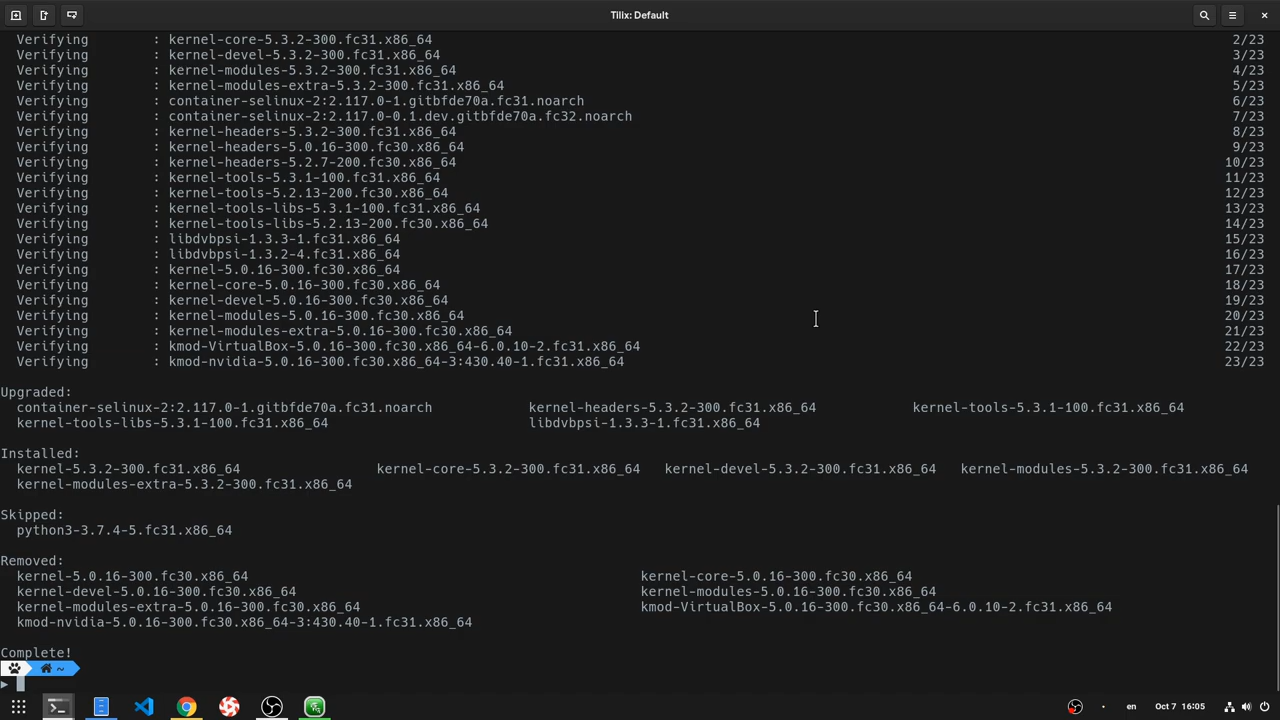 Tilix: Default
Verifying : kernel-core-5.3.2-300.fc31.x86_64 2/23
Verifying : kernel-devel-5.3.2-300.fc31.x86_64 3/23
Verifying : kernel-modules-5.3.2-300.fc31.x86_64 4/23
Verifying : kernel-modules-extra-5.3.2-300.fc31.x86_64 5/23
Verifying : container-selinux-2:2.117.0-1.gitbfde70a.fc31.noarch 6/23
Verifying : container-selinux-2:2.117.0-0.1.dev.gitbfde70a.fc32.noarch 7/23
Verifying : kernel-headers-5.3.2-300.fc31.x86_64 8/23
Verifying : kernel-headers-5.0.16-300.fc30.x86_64 9/23
Verifying : kernel-headers-5.2.7-200.fc30.x86_64 10/23
Verifying : kernel-tools-5.3.1-100.fc31.x86_64 11/23
Verifying : kernel-tools-5.2.13-200.fc30.x86_64 12/23
Verifying : kernel-tools-libs-5.3.1-100.fc31.x86_64 13/23
Verifying : kernel-tools-libs-5.2.13-200.fc30.x86_64 14/23
Verifying : libdvbpsi-1.3.3-1.fc31.x86_64 15/23
Verifying : libdvbpsi-1.3.2-4.fc31.x86_64 16/23
Verifying : kernel-5.0.16-300.fc30.x86_64 17/23
Verifying : kernel-core-5.0.16-300.fc30.x86_64 18/23
Verifying : kernel-devel-5.0.16-300.fc30.x86_64 19/23
Verifying : kernel-modules-5.0.16-300.fc30.x86_64 20/23
Verifying : kernel-modules-extra-5.0.16-300.fc30.x86_64 21/23
Verifying : kmod-VirtualBox-5.0.16-300.fc30.x86_64-6.0.10-2.fc31.x86_64 22/23
Verifying : kmod-nvidia-5.0.16-300.fc30.x86_64-3:430.40-1.fc31.x86_64 23/23
Upgraded:
container-selinux-2:2.117.0-1.gitbfde70a.fc31.noarch kernel-headers-5.3.2-300.fc31.x86_64 kernel-tools-5.3.1-100.fc31.x86_64
kernel-tools-libs-5.3.1-100.fc31.x86_64 libdvbpsi-1.3.3-1.fc31.x86_64
Installed:
kernel-5.3.2-300.fc31.x86_64 kernel-core-5.3.2-300.fc31.x86_64 kernel-devel-5.3.2-300.fc31.x86_64 kernel-modules-5.3.2-300.fc31.x86_64
kernel-modules-extra-5.3.2-300.fc31.x86_64
Skipped:
python3-3.7.4-5.fc31.x86_64
Removed:
kernel-5.0.16-300.fc30.x86_64 kernel-core-5.0.16-300.fc30.x86_64
kernel-devel-5.0.16-300.fc30.x86_64 kernel-modules-5.0.16-300.fc30.x86_64
kernel-modules-extra-5.0.16-300.fc30.x86_64 kmod-VirtualBox-5.0.16-300.fc30.x86_64-6.0.10-2.fc31.x86_64
kmod-nvidia-5.0.16-300.fc30.x86_64-3:430.40-1.fc31.x86_64
Complete!
~
en Oct 7 16:05